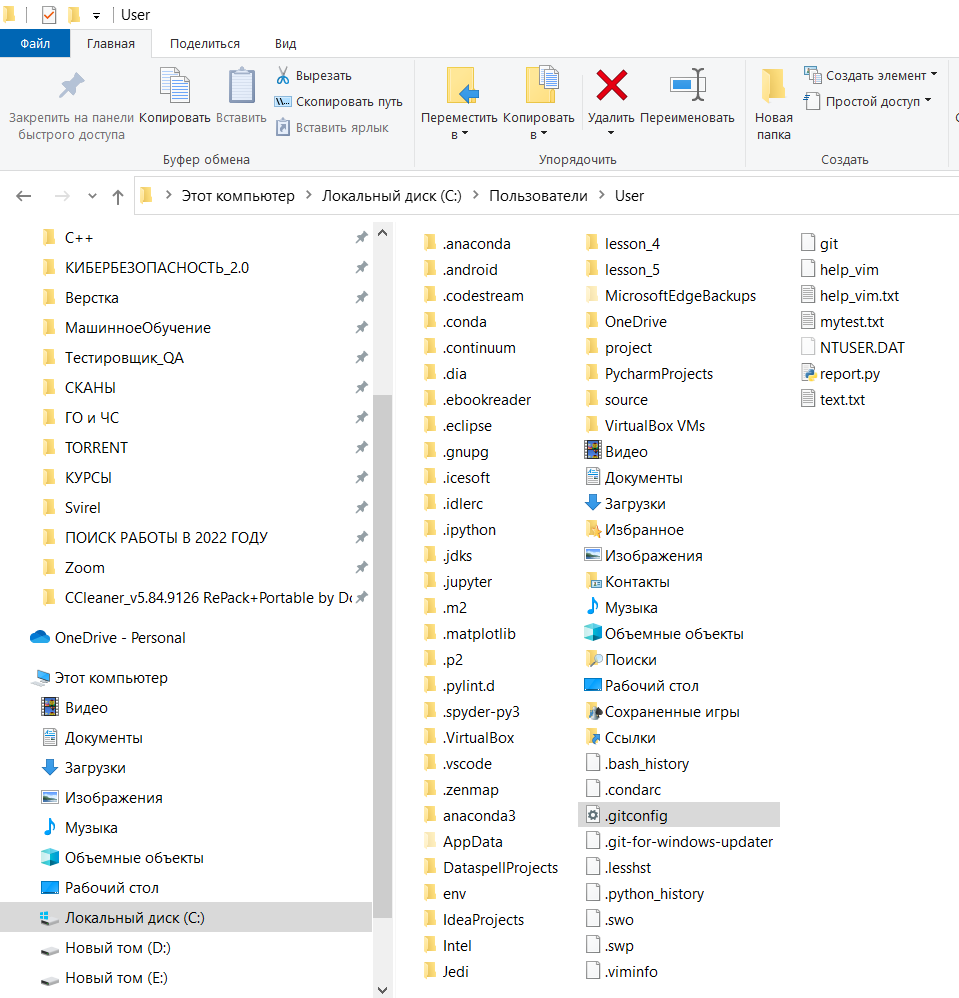 User
Файл Главная Поделиться Вид
Закрепить на панели быстрого доступа
Копировать
Вставить
Вырезать
Скопировать путь
Вставить ярлык
Буфер обмена
Переместить в
Копировать в
Удалить
Переименовать
Упорядочить
Новая папка
Создать элемент
Простой доступ
Создать
Этот компьютер > Локальный диск (C:) > Пользователи > User
C++
КИБЕРБЕЗОПАСНОСТЬ_2.0
Верстка
МашинноеОбучение
Тестировщик_QA
СКАНЫ
ГО и ЧС
TORRENT
КУРСЫ
Svirel
ПОИСК РАБОТЫ В 2022 ГОДУ
Zoom
CCleaner_v5.84.9126 RePack+Portable by
OneDrive - Personal
Этот компьютер
Видео
Документы
Загрузки
Изображения
Музыка
Объемные объекты
Рабочий стол
Локальный диск (C:)
Новый том (D:)
Новый том (E:)
.anaconda
.android
.codestream
.conda
.continuum
.dia
.ebookreader
.eclipse
.gnupg
.icesoft
.idlerc
.ipython
.jdks
.jupyter
.m2
.matplotlib
.p2
.pylint.d
.spyder-py3
.VirtualBox
.vscode
.zenmap
anaconda3
AppData
DataspellProjects
env
IdeaProjects
Intel
Jedi
lesson_4
lesson_5
MicrosoftEdgeBackups
OneDrive
project
PycharmProjects
source
VirtualBox VMs
Видео
Документы
Загрузки
Избранное
Изображения
Контакты
Музыка
Объемные объекты
Поиски
Рабочий стол
Сохраненные игры
Ссылки
.bash_history
.condarc
.gitconfig
.git-for-windows-updater
.lesshst
.python_history
.swo
.swp
.viminfo
git
help_vim
help_vim.txt
mytest.txt
NTUSER.DAT
report.py
text.txt